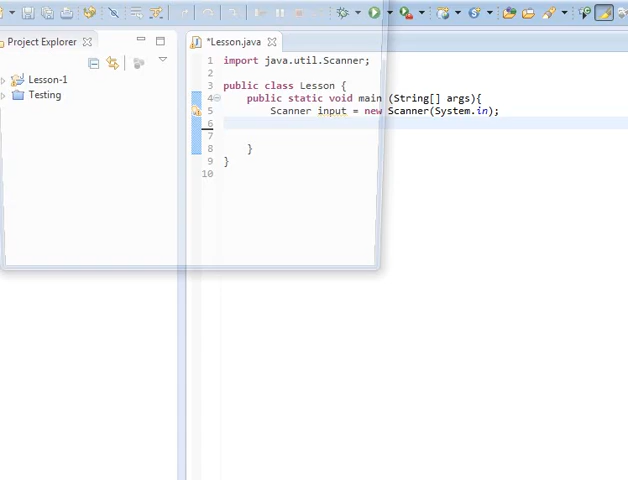 Project Explorer
*Lesson.java
Lesson-1
Testing
1 import java.util.Scanner;
2
3 public class Lesson {
4 public static void main (String[] args){
5 Scanner input = new Scanner(System.in);
6
7
8 }
9 }
10